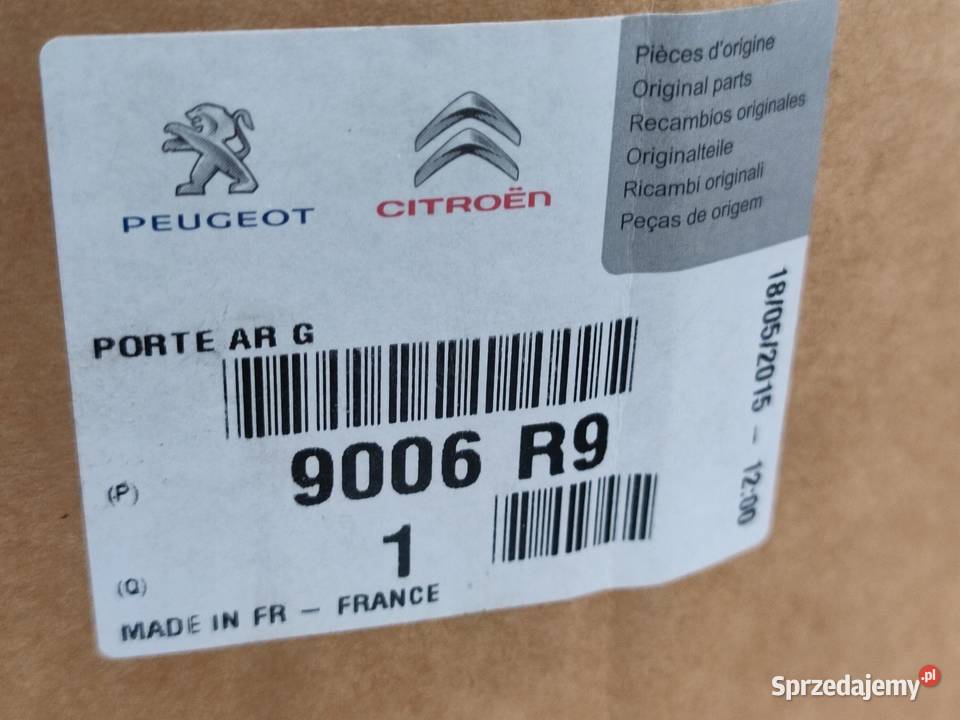 PEUGEOT
CITROËN
Pièces d'origine
Original parts
Recambios originales
Originalteile
Ricambi originali
Peças de origem
18/05/2015 - 12:00
PORTE AR G
(P)
9006 R9
(Q)
1
MADE IN FR - FRANCE
Sprzedajemy.pl